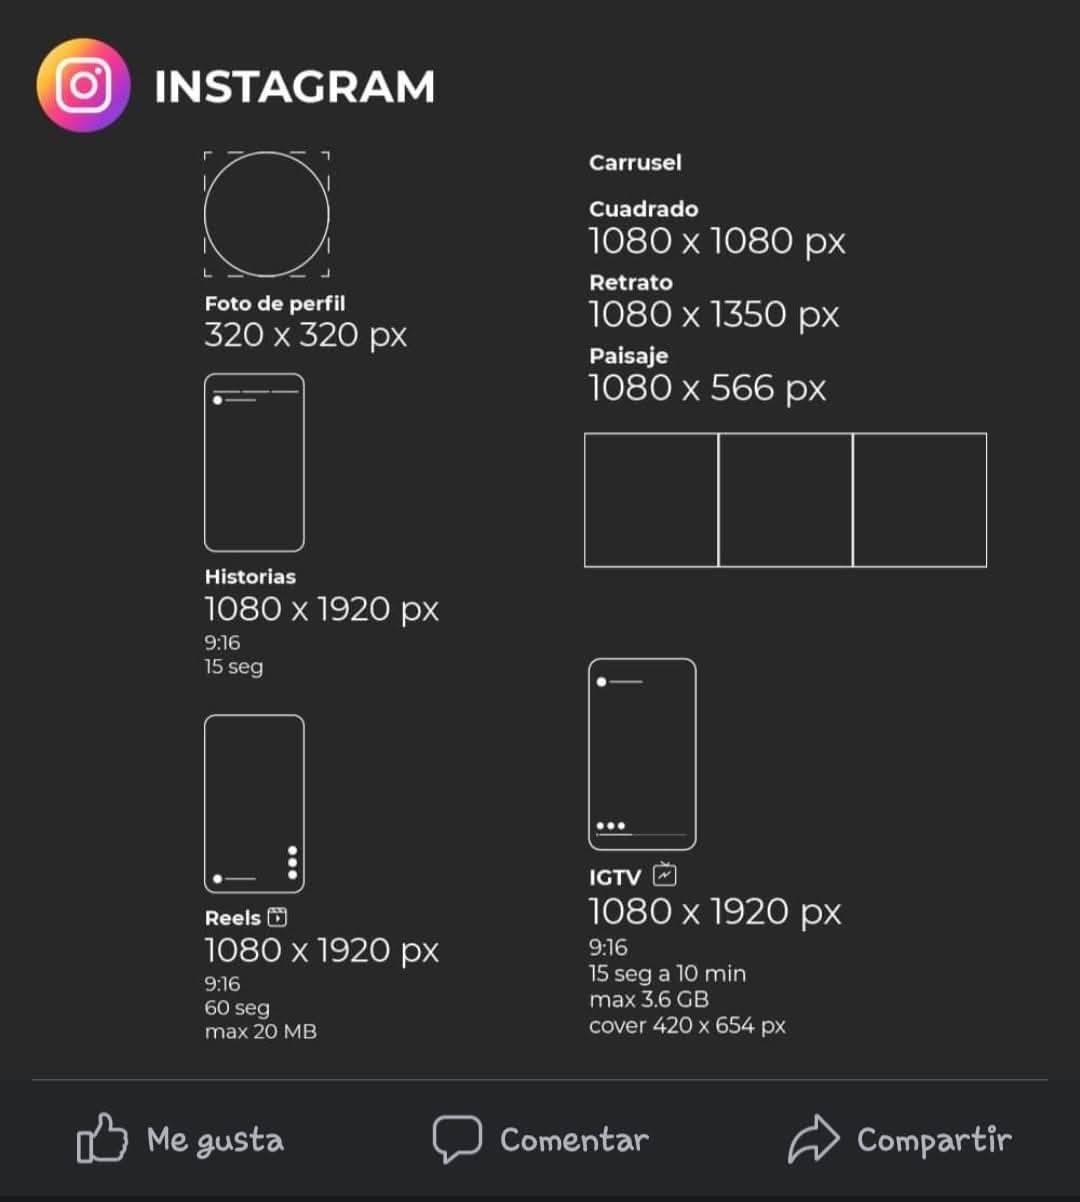 INSTAGRAM
Foto de perfil
320 x 320 px
Historias
1080 x 1920 px
9:16
15 seg
Reels
1080 x 1920 px
9:16
60 seg
max 20 MB
Carrusel
Cuadrado
1080 x 1080 px
Retrato
1080 x 1350 px
Paisaje
1080 x 566 px
IGTV
1080 x 1920 px
9:16
15 seg a 10 min
max 3.6 GB
cover 420 x 654 px
Me gusta
Comentar
Compartir